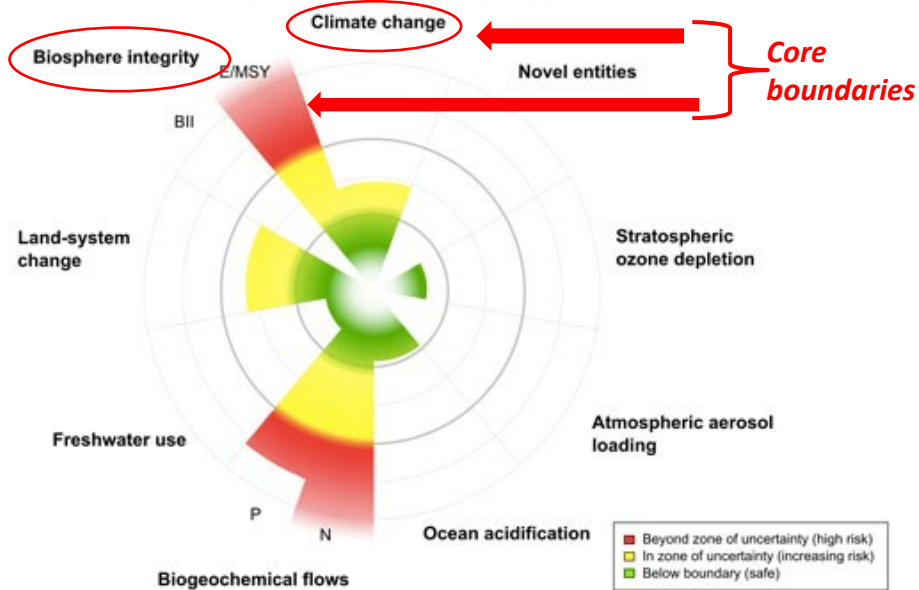 Climate change
Biosphere integrity
E/MSY
Novel entities
Core
boundaries
BII
Land-system
change
Stratospheric
ozone depletion
Freshwater use
Atmospheric aerosol
loading
P
N
Ocean acidification
Biogeochemical flows
Beyond zone of uncertainty (high risk)
In zone of uncertainty (increasing risk)
Below boundary (safe)